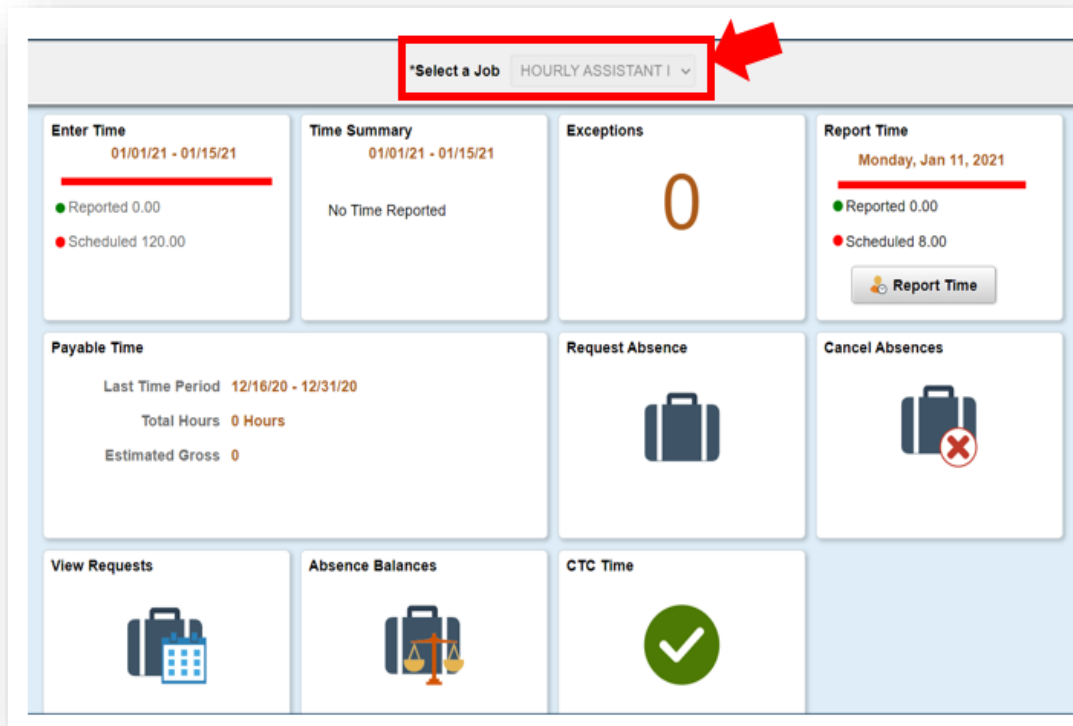 *Select a Job HOURLY ASSISTANT I
Enter Time
01/01/21 - 01/15/21
Reported 0.00
Scheduled 120.00
Time Summary
01/01/21 - 01/15/21
No Time Reported
Exceptions
0
Report Time
Monday, Jan 11, 2021
Reported 0.00
Scheduled 8.00
Report Time
Payable Time
Last Time Period 12/16/20 - 12/31/20
Total Hours 0 Hours
Estimated Gross 0
Request Absence
Cancel Absences
View Requests
Absence Balances
CTC Time